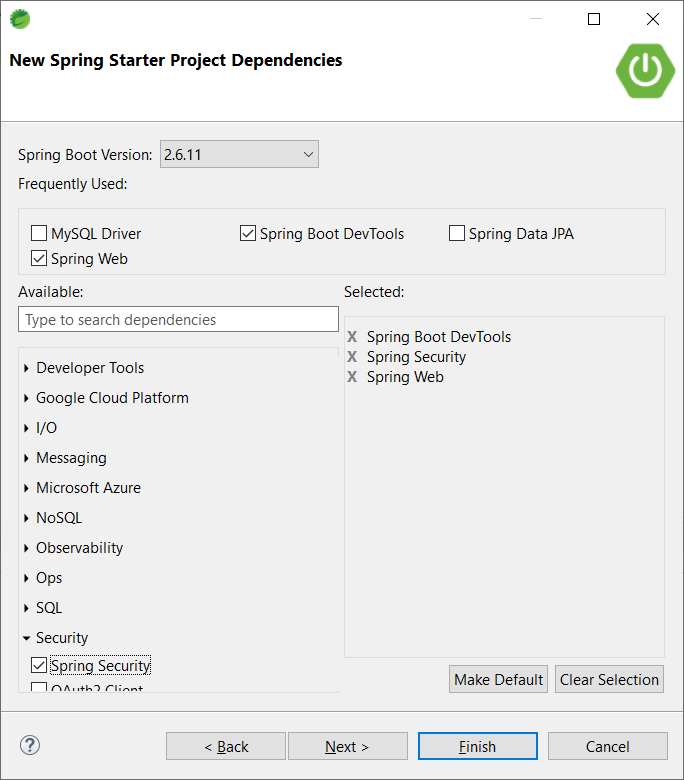 New Spring Starter Project Dependencies
Spring Boot Version: 2.6.11
Frequently Used:
MySQL Driver Spring Boot DevTools Spring Data JPA
Spring Web
Available: Selected:
Type to search dependencies
X Spring Boot DevTools
X Spring Security
X Spring Web
Developer Tools
Google Cloud Platform
I/O
Messaging
Microsoft Azure
NoSQL
Observability
Ops
SQL
Security
Spring Security
OAuth2 Client
Make Default Clear Selection
? < Back Next > Finish Cancel